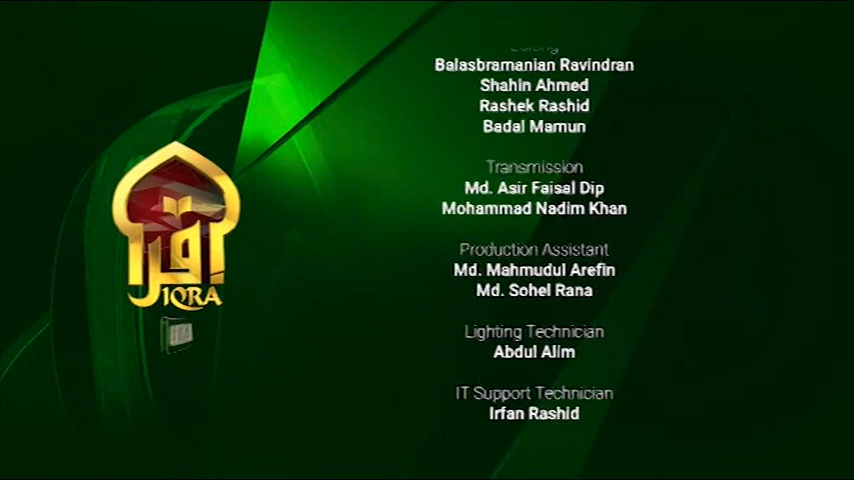 Balasbramanian Ravindran
Shahin Ahmed
Rashek Rashid
Badal Mamun
Transmission
Md. Asir Faisal Dip
Mohammad Nadim Khan
Production Assistant
Md. Mahmudul Arefin
Md. Sohel Rana
Lighting Technician
Abdul Alim
IT Support Technician
Irfan Rashid
اقرأ
IQRA